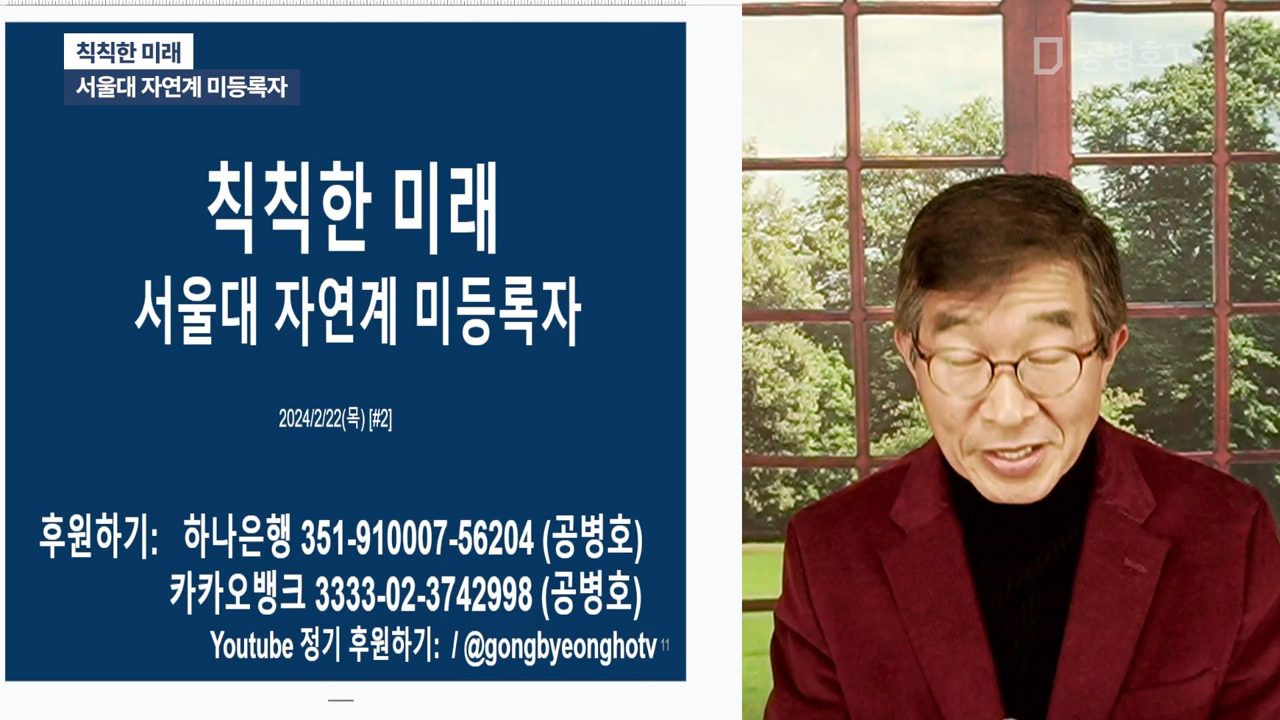 칙칙한 미래
서울대 자연계 미등록자
공병호TV
칙칙한 미래
서울대 자연계 미등록자
2024/2/22(목) [#2]
후원하기: 하나은행 351-910007-56204 (공병호)
카카오뱅크 3333-02-3742998 (공병호)
Youtube 정기 후원하기: / @gongbyeonghotv
11